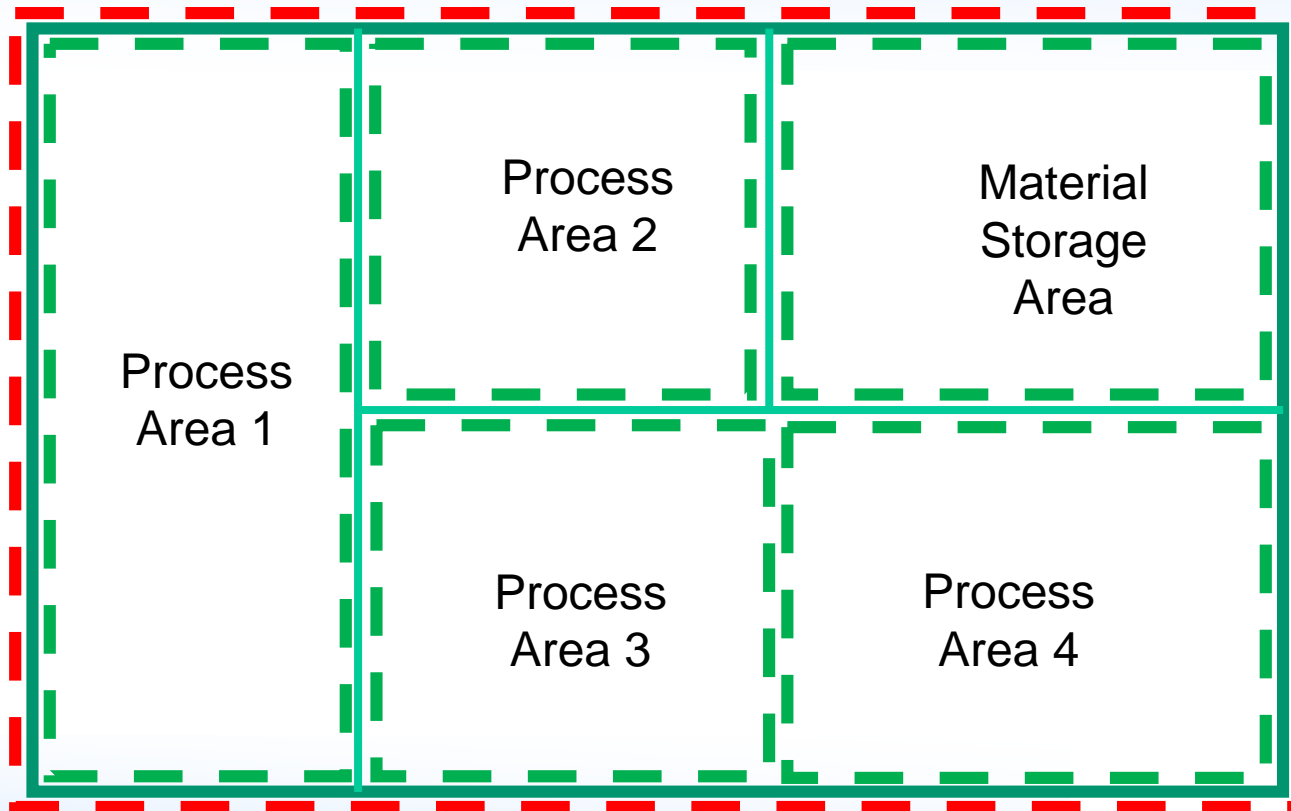 Process
Area 1
Process
Area 2
Material
Storage
Area
Process
Area 3
Process
Area 4